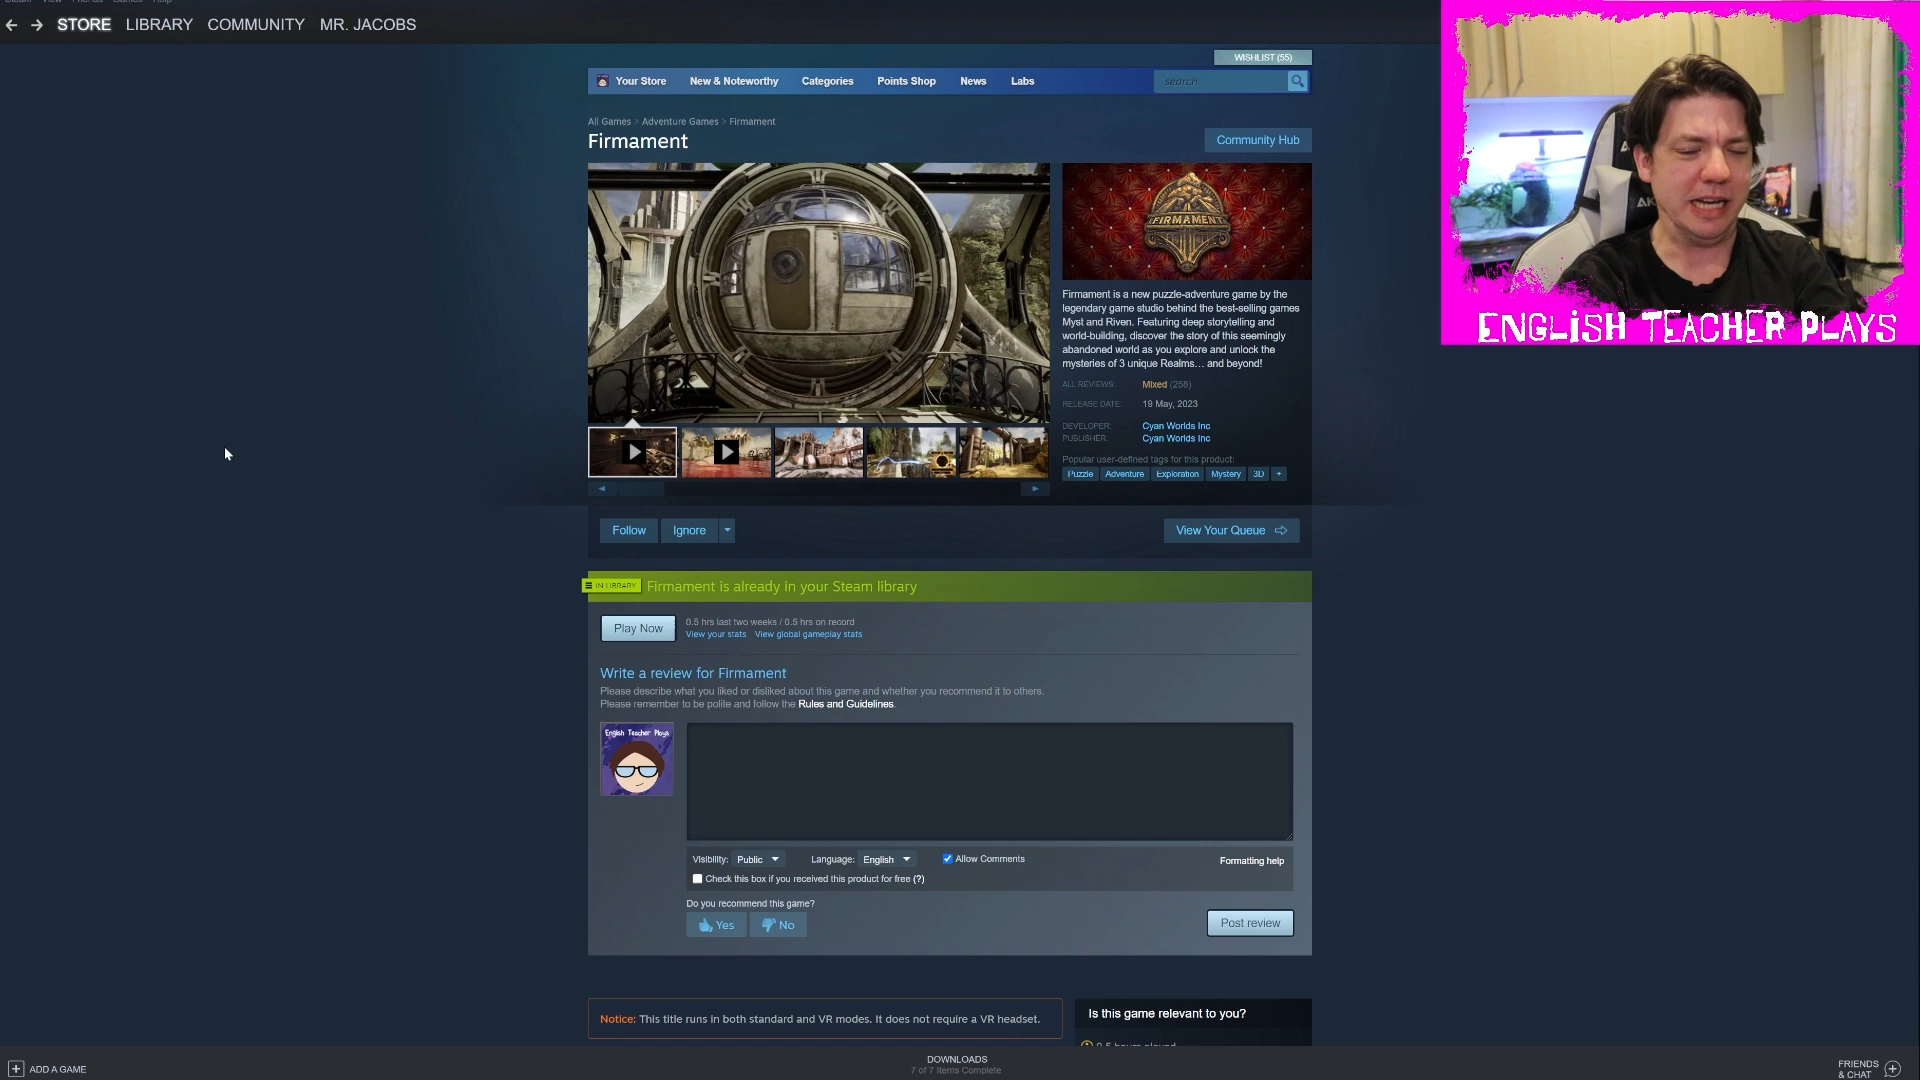 STORE LIBRARY COMMUNITY MR. JACOBS
WISHLIST (55)
Your Store New & Noteworthy Categories Points Shop News Labs search
All Games > Adventure Games > Firmament
Firmament
Community Hub
FIRMAMENT
Firmament is a new puzzle-adventure game by the
legendary game studio behind the best-selling games
Myst and Riven. Featuring deep storytelling and
world-building, discover the story of this seemingly
abandoned world as you explore and unlock the
mysteries of 3 unique Realms... and beyond!
ALL REVIEWS: Mixed (258)
RELEASE DATE: 19 May, 2023
DEVELOPER: Cyan Worlds Inc
PUBLISHER: Cyan Worlds Inc
Popular user-defined tags for this product:
Puzzle Adventure Exploration Mystery 3D +
Follow Ignore View Your Queue
IN LIBRARY Firmament is already in your Steam library
Play Now
0.5 hrs last two weeks / 0.5 hrs on record
View your stats View global gameplay stats
Write a review for Firmament
Please describe what you liked or disliked about this game and whether you recommend it to others.
Please remember to be polite and follow the Rules and Guidelines.
English Teacher Plays
Visibility: Public Language: English Allow Comments Formatting help
Check this box if you received this product for free (?)
Do you recommend this game?
Yes No Post review
Notice: This title runs in both standard and VR modes. It does not require a VR headset.
Is this game relevant to you?
ADD A GAME
DOWNLOADS
7 of 7 Items Complete
FRIENDS
& CHAT
ENGLISH TEACHER PLAYS